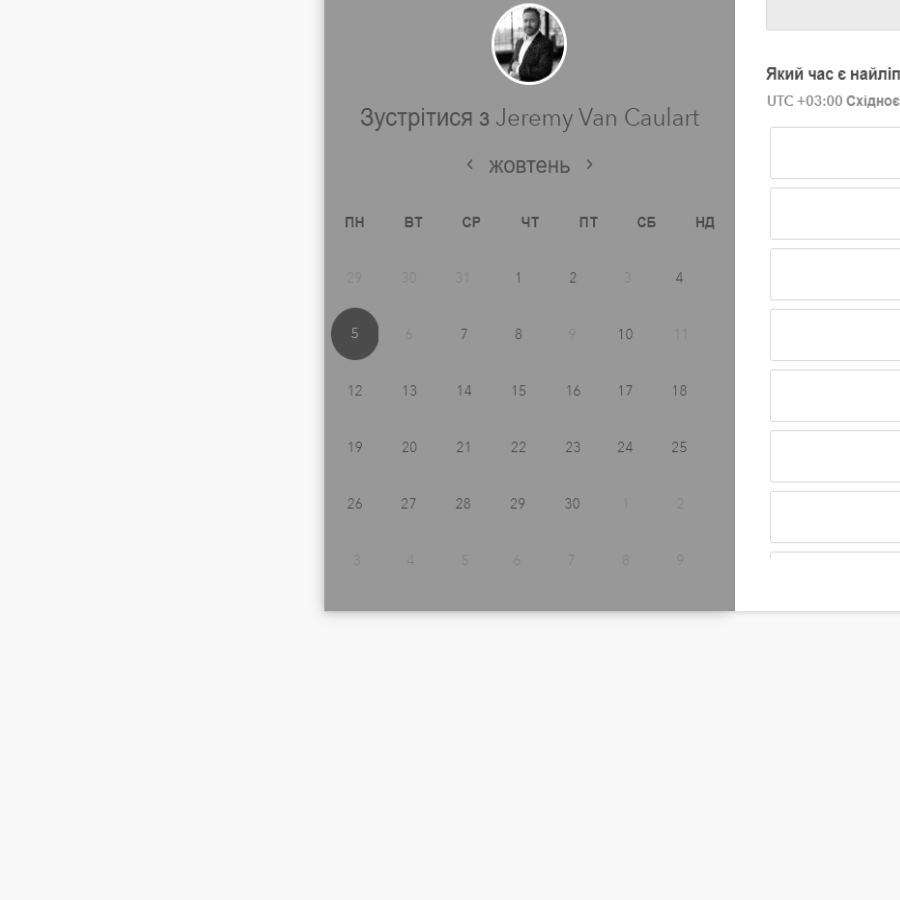 Зустрітися з Jeremy Van Caulart
‹ жовтень ›
ПН ВТ СР ЧТ ПТ СБ НД
29 30 31 1 2 3 4
5 6 7 8 9 10 11
12 13 14 15 16 17 18
19 20 21 22 23 24 25
26 27 28 29 30 1 2
3 4 5 6 7 8 9
Який час є найліп
UTC +03:00 Східноє